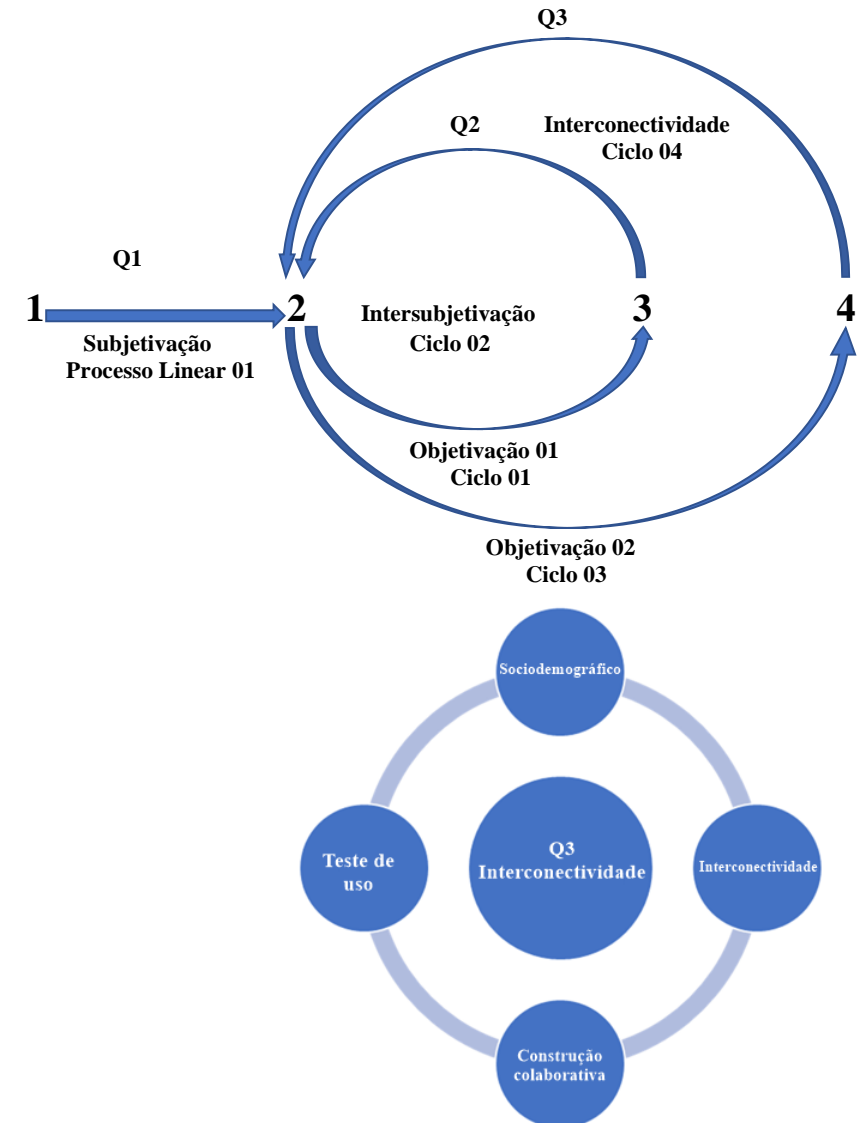 Q3
Q2
Interconectividade
Ciclo 04
Q1
1
2
Intersubjetivação
Ciclo 02
3
4
Subjetivação
Processo Linear 01
Objetivação 01
Ciclo 01
Objetivação 02
Ciclo 03
Sociodemográfico
Teste de
uso
Q3
Interconectividade
Interconectividade
Construção
colaborativa